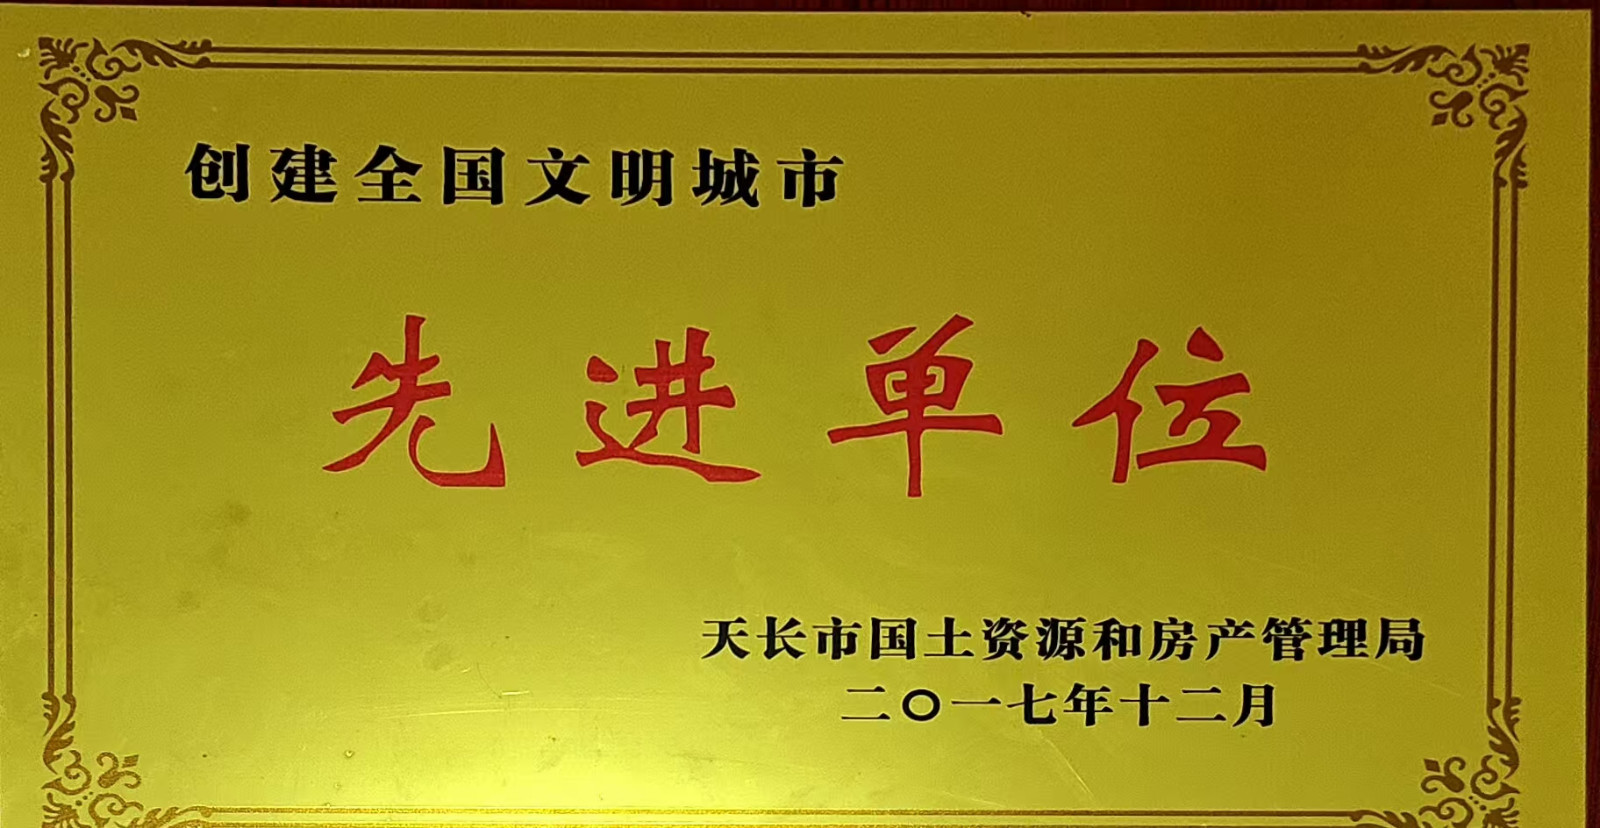 创建全国文明城市
先进单位
天长市国土资源和房产管理局
二〇一七年十二月